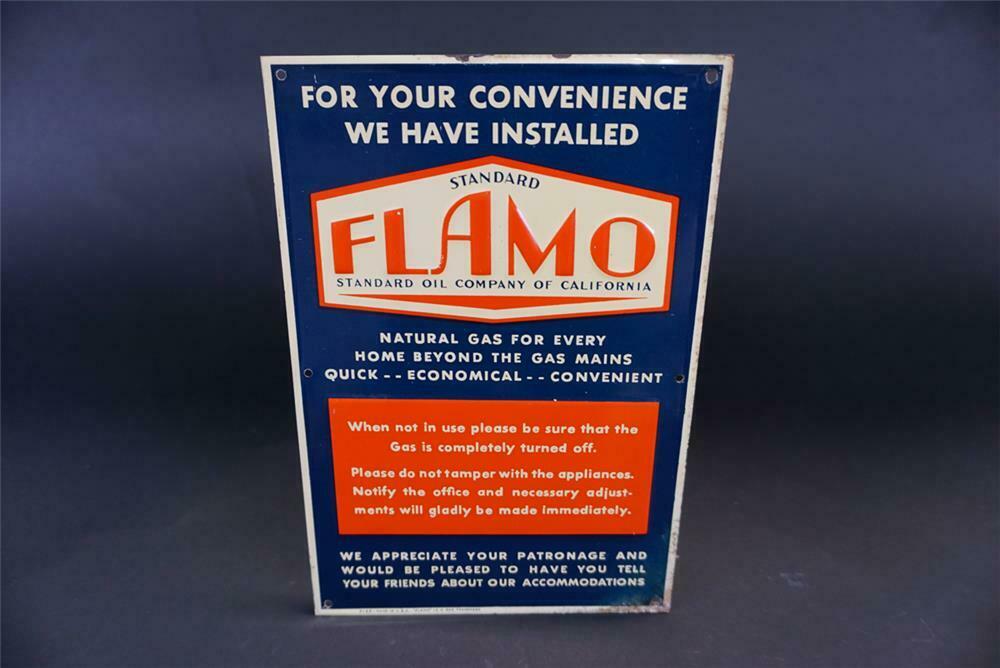 FOR YOUR CONVENIENCE
WE HAVE INSTALLED
STANDARD
FLAMO
STANDARD OIL COMPANY OF CALIFORNIA
NATURAL GAS FOR EVERY
HOME BEYOND THE GAS MAINS
QUICK -- ECONOMICAL -- CONVENIENT
When not in use please be sure that the
Gas is completely turned off.
Please do not tamper with the appliances.
Notify the office and necessary adjust-
ments will gladly be made immediately.
WE APPRECIATE YOUR PATRONAGE AND
WOULD BE PLEASED TO HAVE YOU TELL
YOUR FRIENDS ABOUT OUR ACCOMMODATIONS